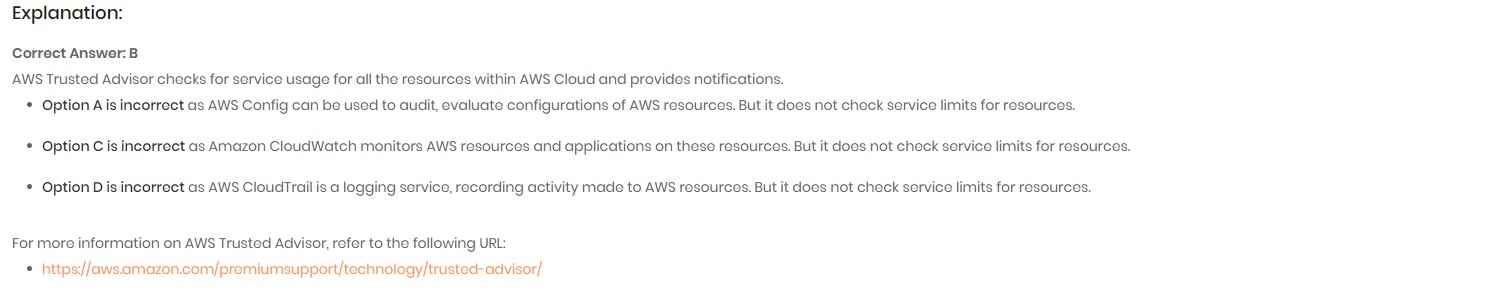 Explanation:
Correct Answer: B
AWS Trusted Advisor checks for service usage for all the resources within AWS Cloud and provides notifications.
Option A is incorrect as AWS Config can be used to audit, evaluate configurations of AWS resources. But it does not check service limits for resources.
Option C is incorrect as Amazon CloudWatch monitors AWS resources and applications on these resources. But it does not check service limits for resources.
Option D is incorrect as AWS CloudTrail is a logging service, recording activity made to AWS resources. But it does not check service limits for resources.
For more information on AWS Trusted Advisor, refer to the following URL:
https://aws.amazon.com/premiumsupport/technology/trusted-advisor/